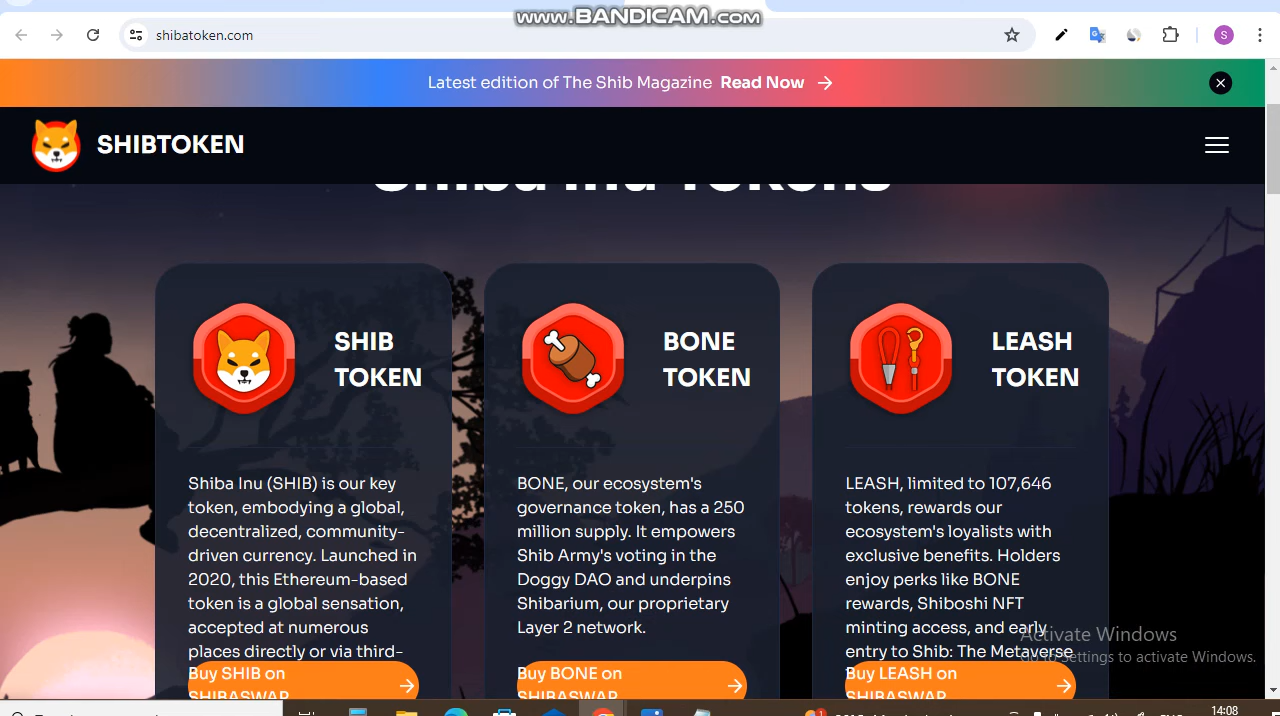 www.BANDICAM.com
shibatoken.com
S
Latest edition of The Shib Magazine Read Now →
SHIBTOKEN
Shiba Inu Tokens
SHIB
TOKEN
Shiba Inu (SHIB) is our key
token, embodying a global,
decentralized, community-
driven currency. Launched in
2020, this Ethereum-based
token is a global sensation,
accepted at numerous
places directly or via third-
Buy SHIB on
SHIBASWAP
BONE
TOKEN
BONE, our ecosystem's
governance token, has a 250
million supply. It empowers
Shib Army's voting in the
Doggy DAO and underpins
Shibarium, our proprietary
Layer 2 network.
Buy BONE on
SHIBASWAP
LEASH
TOKEN
LEASH, limited to 107,646
tokens, rewards our
ecosystem's loyalists with
exclusive benefits. Holders
enjoy perks like BONE
rewards, Shiboshi NFT
minting access, and early
entry to Shib: The Metaverse
Buy LEASH on
SHIBASWAP
Activate Windows
Go to Settings to activate Windows.
14:08